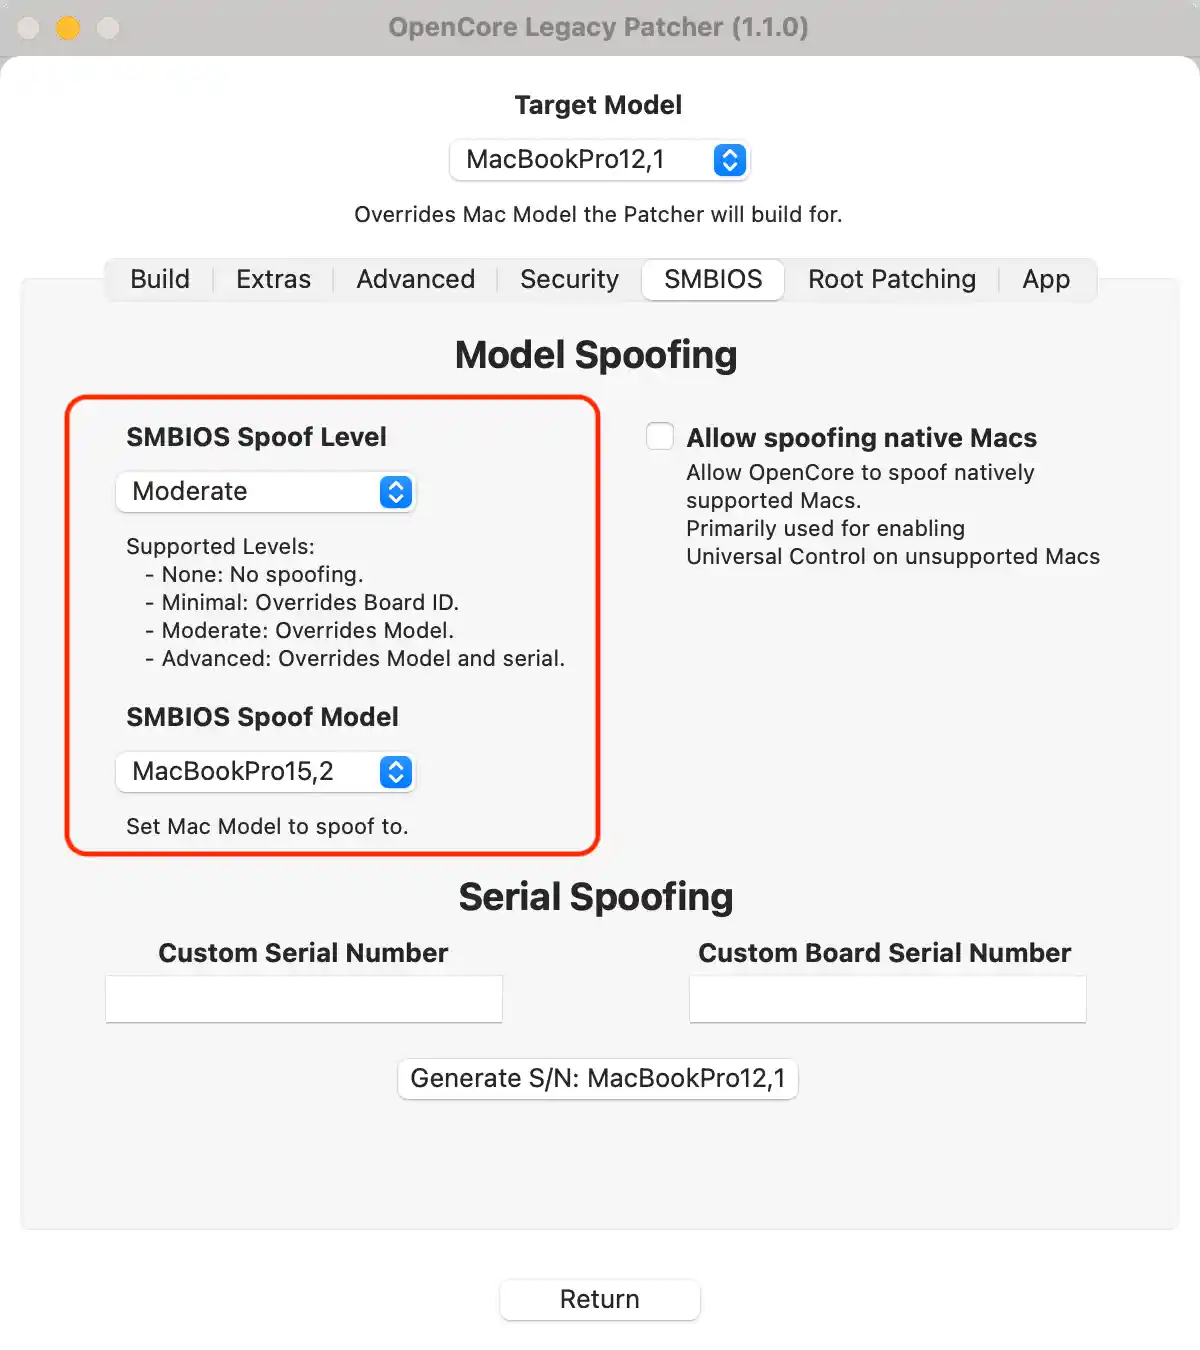 OpenCore Legacy Patcher (1.1.0)
Target Model
MacBookPro12,1
Overrides Mac Model the Patcher will build for.
Build
Extras
Advanced
Security
SMBIOS
Root Patching
App
Model Spoofing
SMBIOS Spoof Level
Moderate
Supported Levels:
- None: No spoofing.
- Minimal: Overrides Board ID.
- Moderate: Overrides Model.
- Advanced: Overrides Model and serial.
SMBIOS Spoof Model
MacBookPro15,2
Set Mac Model to spoof to.
Allow spoofing native Macs
Allow OpenCore to spoof natively
supported Macs.
Primarily used for enabling
Universal Control on unsupported Macs
Serial Spoofing
Custom Serial Number
Custom Board Serial Number
Generate S/N: MacBookPro12,1
Return